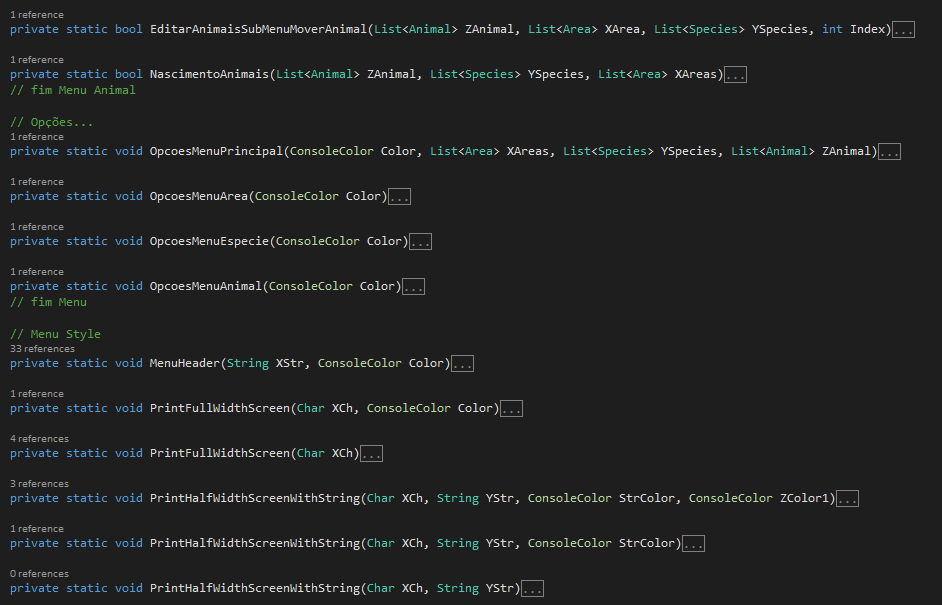 1 reference
private static bool EditarAnimaisSubMenuMoverAnimal(List<Animal> ZAnimal, List<Area> XArea, List<Species> YSpecies, int Index)...
1 reference
private static bool NascimentoAnimais(List<Animal> ZAnimal, List<Species> YSpecies, List<Area> XAreas)...
// fim Menu Animal
// Opções...
1 reference
private static void OpcoesMenuPrincipal(ConsoleColor Color, List<Area> XAreas, List<Species> YSpecies, List<Animal> ZAnimal)...
1 reference
private static void OpcoesMenuArea(ConsoleColor Color)...
1 reference
private static void OpcoesMenuEspecie(ConsoleColor Color)...
1 reference
private static void OpcoesMenuAnimal(ConsoleColor Color)...
// fim Menu
// Menu Style
33 references
private static void MenuHeader(String XStr, ConsoleColor Color)...
1 reference
private static void PrintFullWidthScreen(Char XCh, ConsoleColor Color)...
4 references
private static void PrintFullWidthScreen(Char XCh)...
3 references
private static void PrintHalfWidthScreenWithString(Char XCh, String YStr, ConsoleColor StrColor, ConsoleColor ZColor1)...
1 reference
private static void PrintHalfWidthScreenWithString(Char XCh, String YStr, ConsoleColor StrColor)...
0 references
private static void PrintHalfWidthScreenWithString(Char XCh, String YStr)...